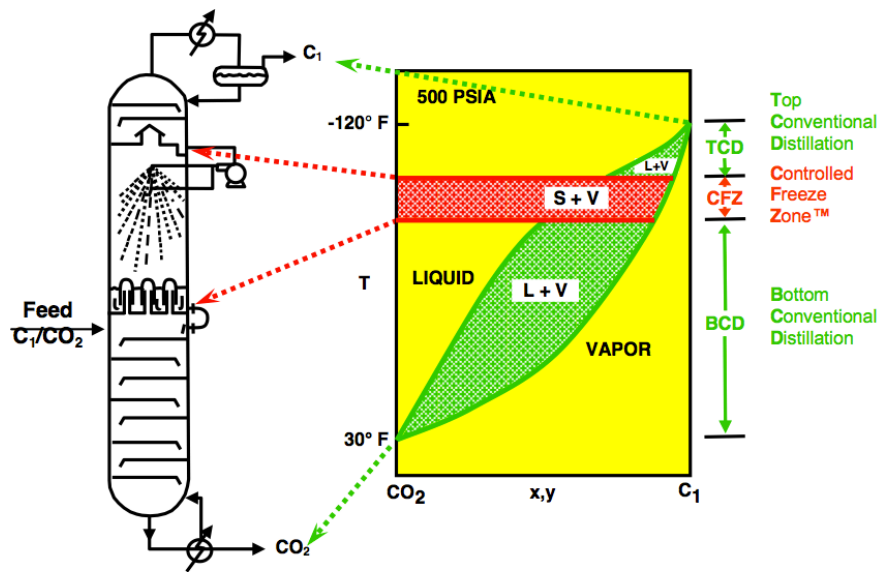 C₁
Feed
C₁/CO₂
CO₂
500 PSIA
-120° F
L+V
S + V
T
LIQUID
L + V
VAPOR
30° F
CO₂
x,y
C₁
TCD
CFZ
BCD
Top
Conventional
Distillation
Controlled
Freeze
Zone™
Bottom
Conventional
Distillation